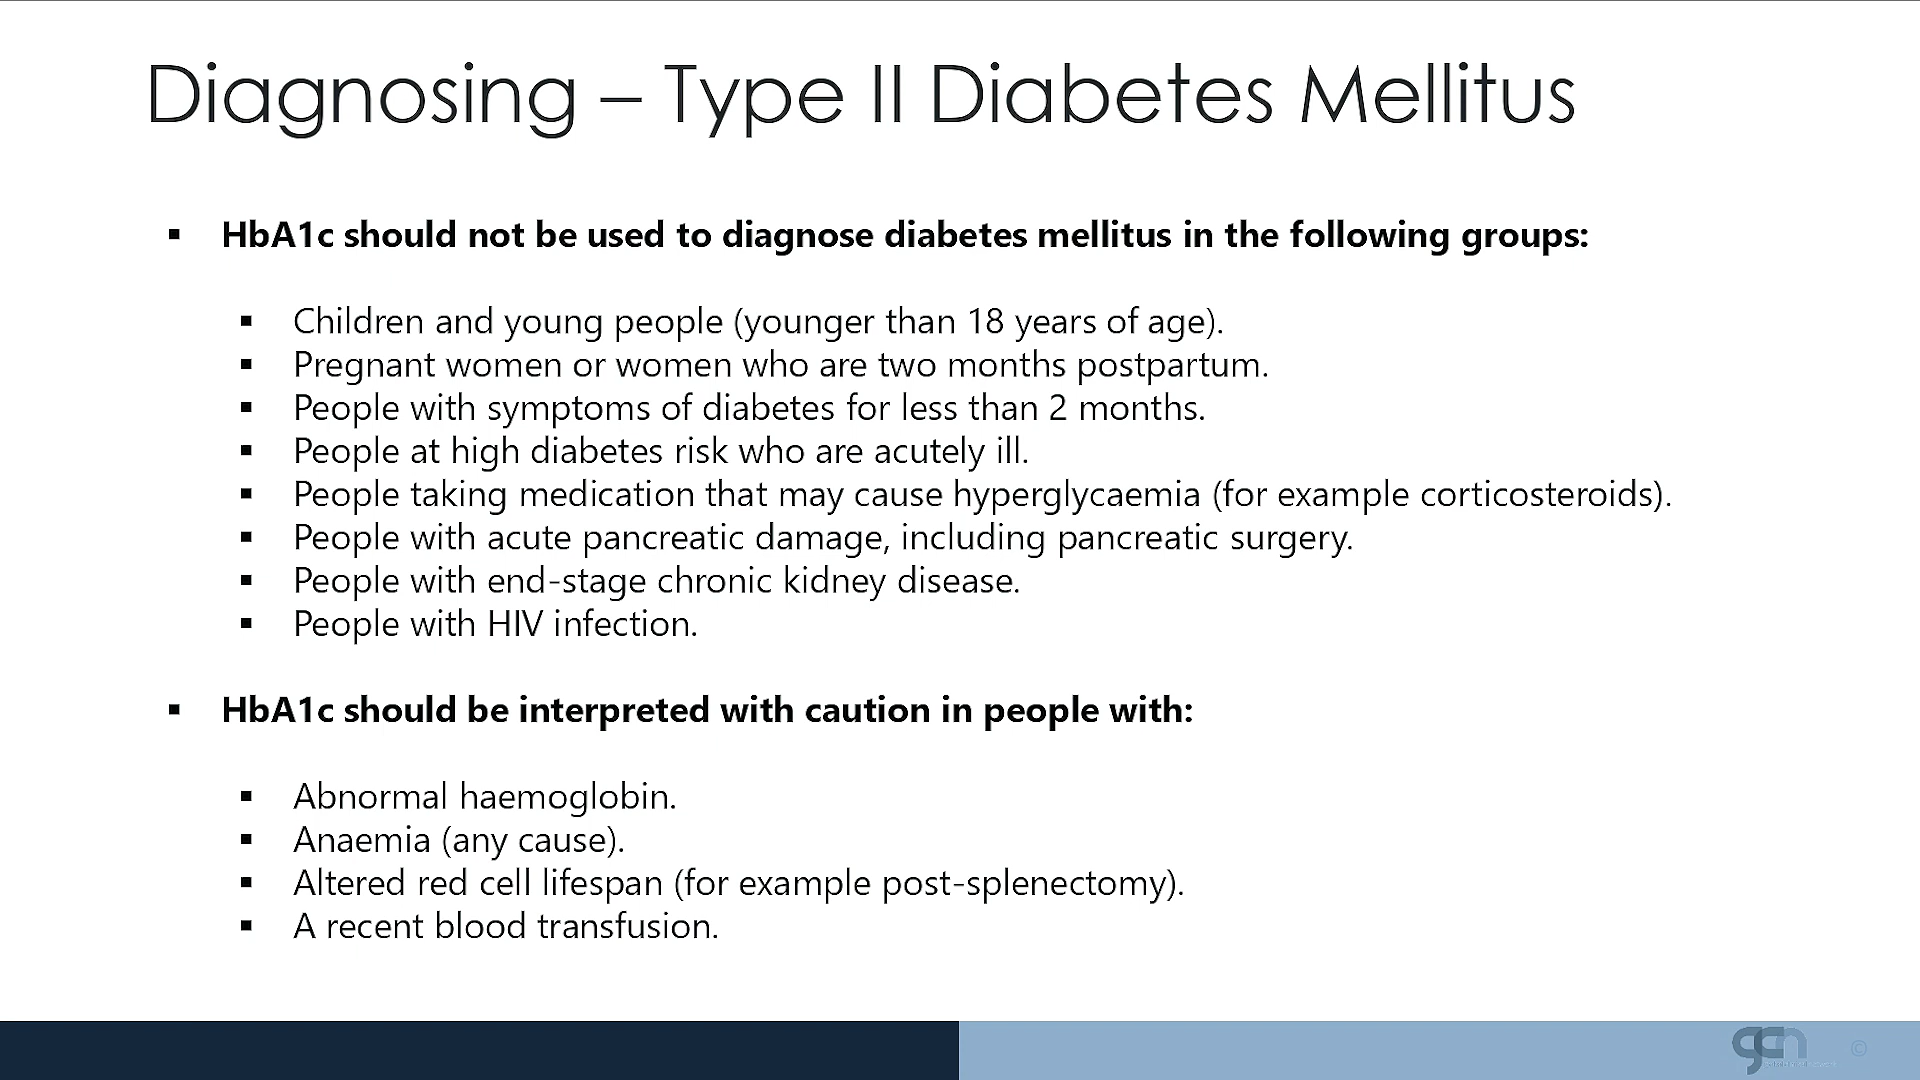 Diagnosing – Type II Diabetes Mellitus
▪ HbA1c should not be used to diagnose diabetes mellitus in the following groups:
▪ Children and young people (younger than 18 years of age).
▪ Pregnant women or women who are two months postpartum.
▪ People with symptoms of diabetes for less than 2 months.
▪ People at high diabetes risk who are acutely ill.
▪ People taking medication that may cause hyperglycaemia (for example corticosteroids).
▪ People with acute pancreatic damage, including pancreatic surgery.
▪ People with end-stage chronic kidney disease.
▪ People with HIV infection.
▪ HbA1c should be interpreted with caution in people with:
▪ Abnormal haemoglobin.
▪ Anaemia (any cause).
▪ Altered red cell lifespan (for example post-splenectomy).
▪ A recent blood transfusion.
©